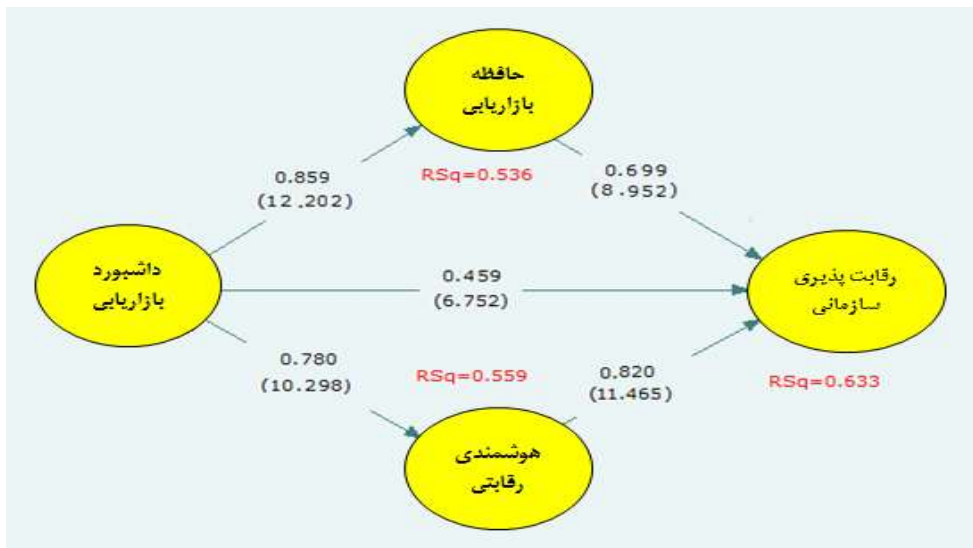 حافظه
بازاریابی
0.859
(12.202)
RSq=0.536
0.699
(8.952)
داشبورد
بازاریابی
0.459
(6.752)
رقابت پذیری
سازمانی
0.780
(10.298)
RSq=0.559
0.820
(11.465)
RSq=0.633
هوشمندی
رقابتی